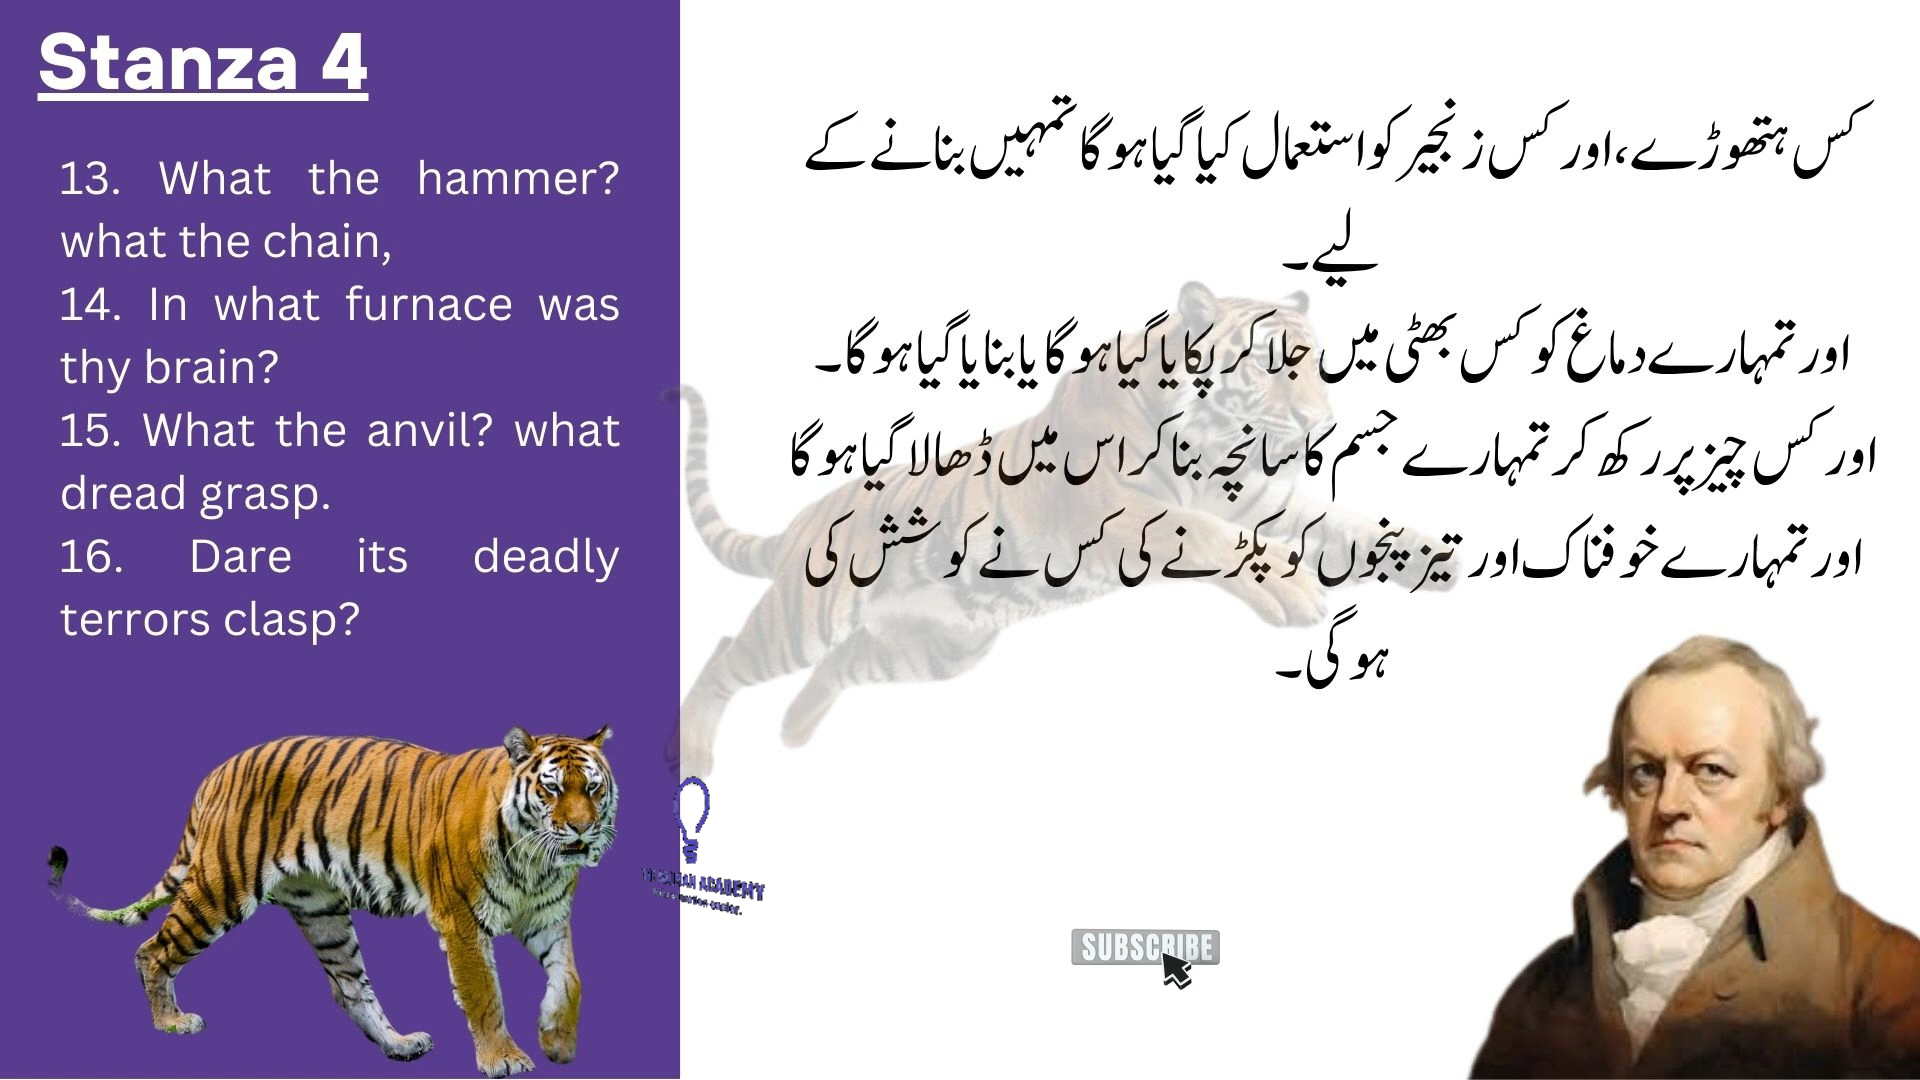 Stanza 4
13. What the hammer?
what the chain,
14. In what furnace was
thy brain?
15. What the anvil? what
dread grasp.
16. Dare its deadly
terrors clasp?
کس ہتھوڑے، اور کس زنجیر کو استعمال کیا گیا ہو گا تمہیں بنانے کے
لیے۔
اور تمہارے دماغ کو کس بھٹی میں جلا کر پکایا گیا ہو گا یا بنایا گیا ہو گا۔
اور کس چیز پر رکھ کر تمہارے جسم کا سانچہ بنا کر اس میں ڈھالا گیا ہو گا
اور تمہارے خوفناک اور تیز پنجوں کو پکڑنے کی کس نے کوشش کی
ہو گی۔
ACADEMY
SUBSCRIBE